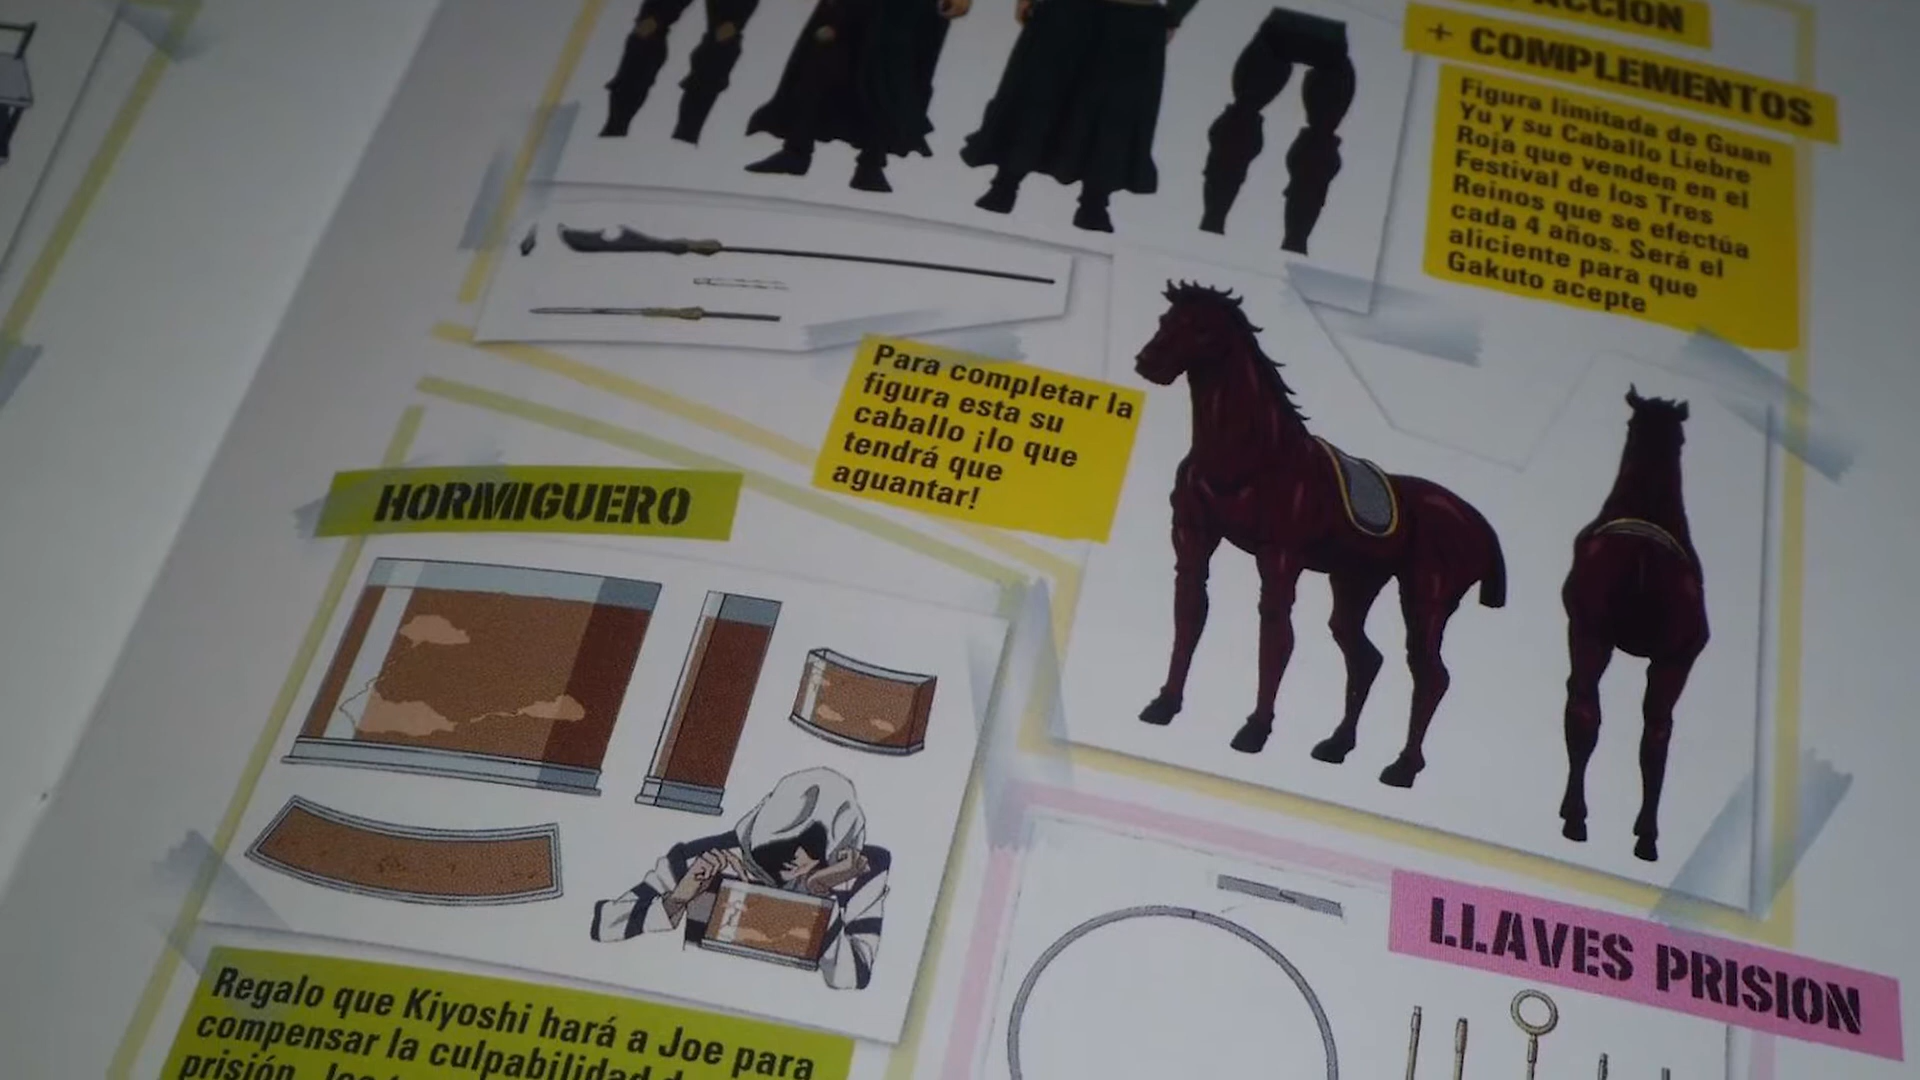 ACCIÓN
+ COMPLEMENTOS
Figura limitada de Guan
Yu y su Caballo Liebre
Roja que venden en el
Festival de los Tres
Reinos que se efectúa
cada 4 años. Será el
aliciente para que
Gakuto acepte
Para completar la
figura esta su
caballo ¡lo que
tendrá que
aguantar!
HORMIGUERO
Regalo que Kiyoshi hará a Joe para
compensar la culpabilidad
prisión.
LLAVES PRISION